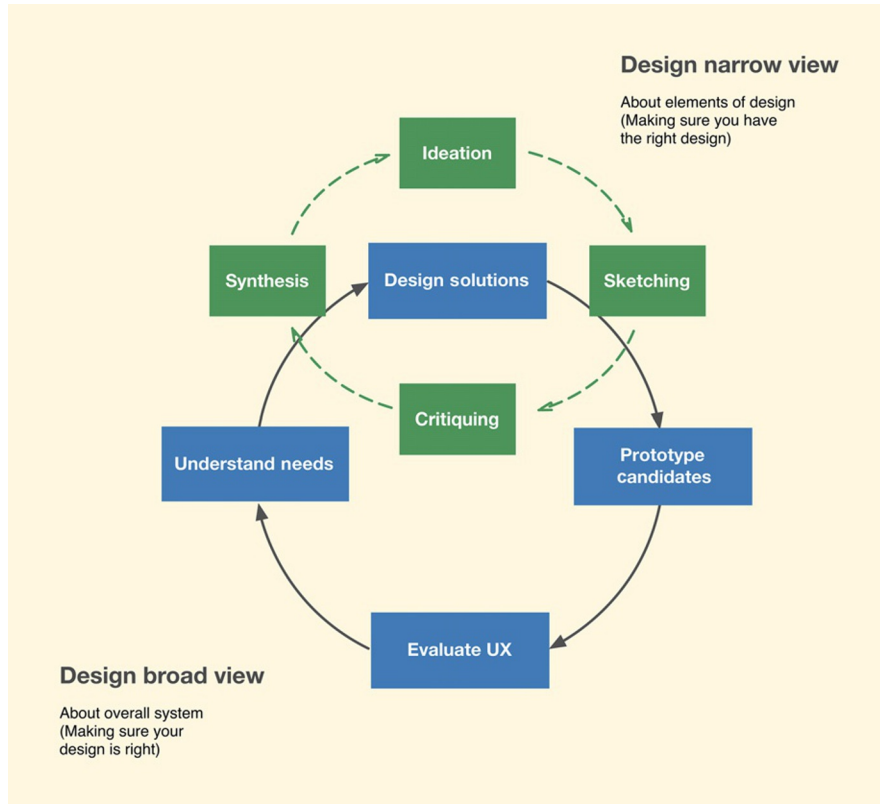 Design narrow view
About elements of design
(Making sure you have
the right design)
Ideation
Synthesis
Design solutions
Sketching
Critiquing
Understand needs
Prototype
candidates
Evaluate UX
Design broad view
About overall system
(Making sure your
design is right)